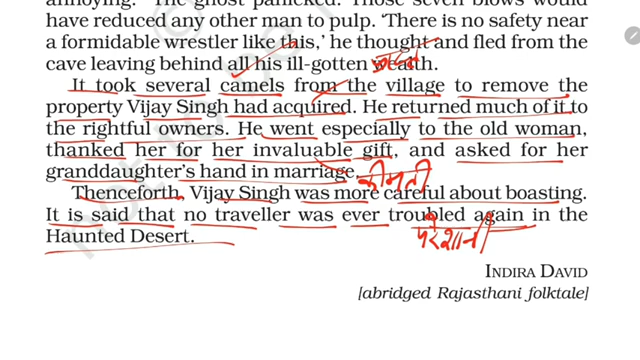 annoying. The ghost panicked. Those seven blows would
have reduced any other man to pulp. ‘There is no safety near
a formidable wrestler like this,’ he thought and fled from the
cave leaving behind all his ill-gotten wealth.
It took several camels from the village to remove the
property Vijay Singh had acquired. He returned much of it to
the rightful owners. He went especially to the old woman,
thanked her for her invaluable gift, and asked for her
granddaughter’s hand in marriage. कीमती
Thenceforth, Vijay Singh was more careful about boasting.
It is said that no traveller was ever troubled again in the
Haunted Desert. परेशानी
INDIRA DAVID
[abridged Rajasthani folktale]